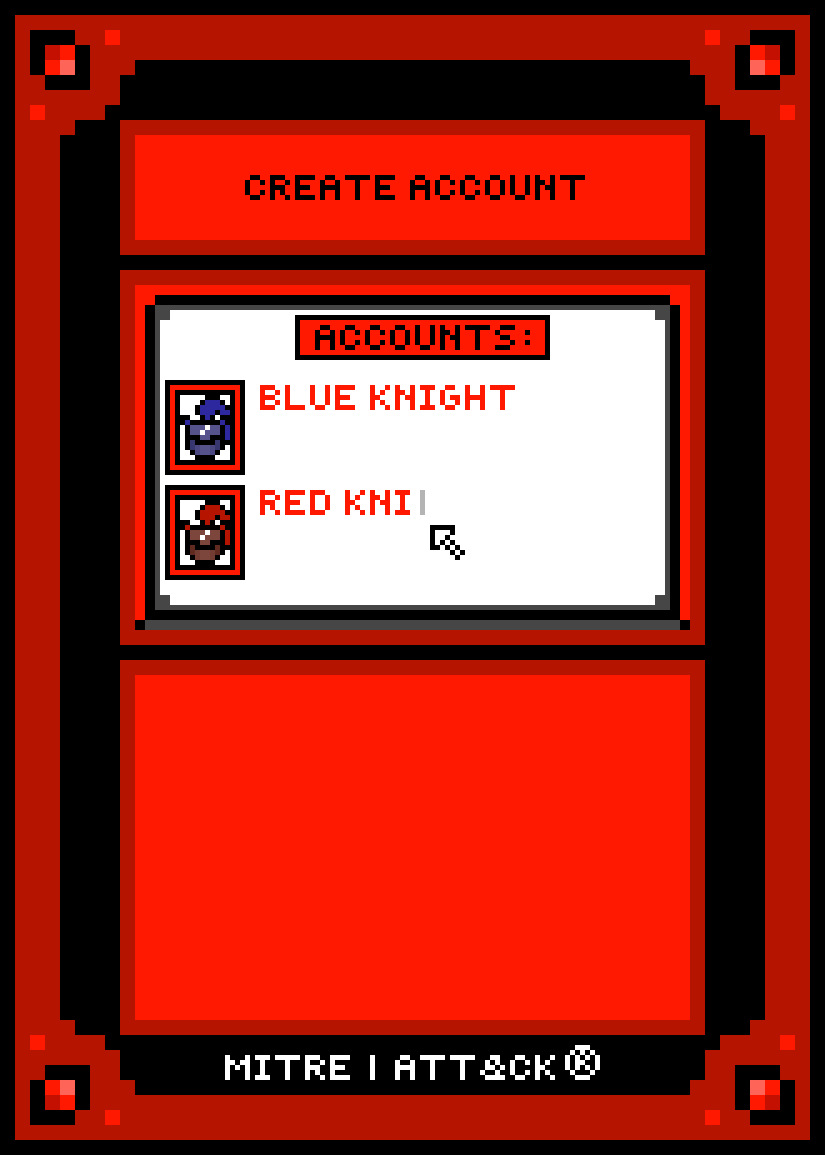 CREATE ACCOUNT
ACCOUNTS:
BLUE KNIGHT
RED KNI
MITRE | ATT&CK®